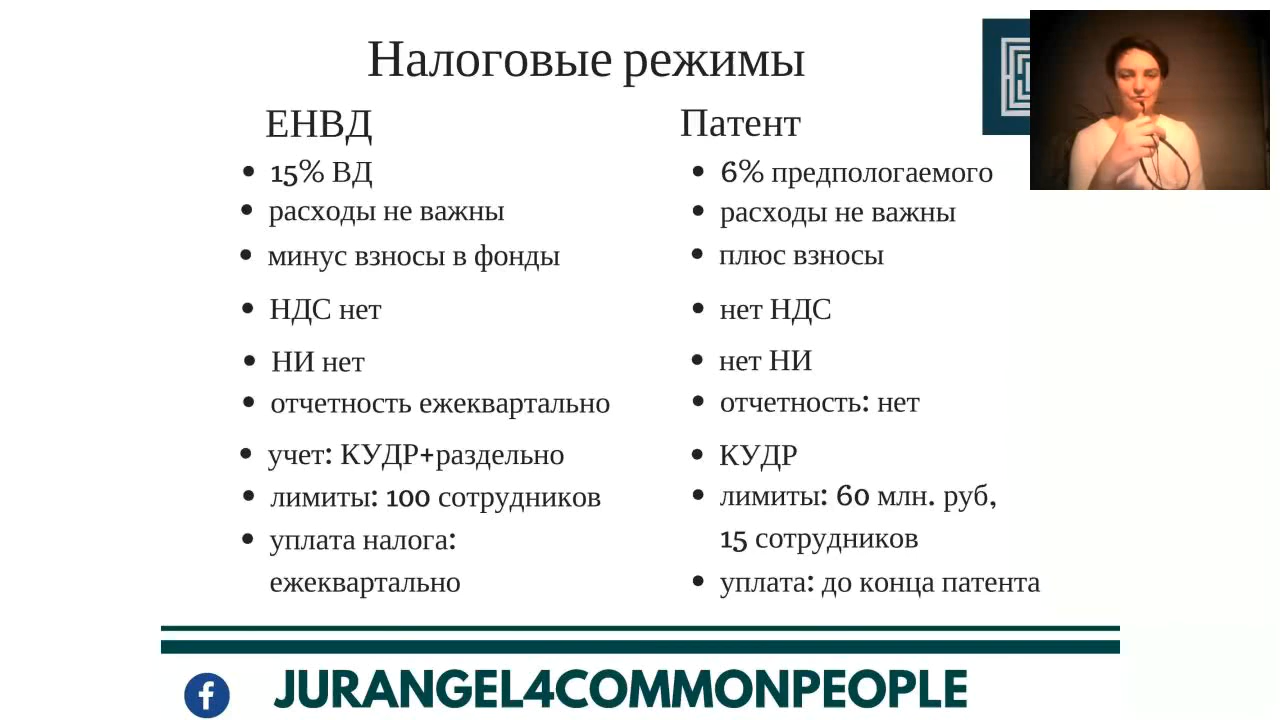 Налоговые режимы
ЕНВД
• 15% ВД
• расходы не важны
• минус взносы в фонды
• НДС нет
• НИ нет
• отчетность ежеквартально
• учет: КУДР+раздельно
• лимиты: 100 сотрудников
• уплата налога:
ежеквартально
Патент
• 6% предпологаемого
• расходы не важны
• плюс взносы
• нет НДС
• нет НИ
• отчетность: нет
• КУДР
• лимиты: 60 млн. руб,
15 сотрудников
• уплата: до конца патента
JURANGEL4COMMONPEOPLE